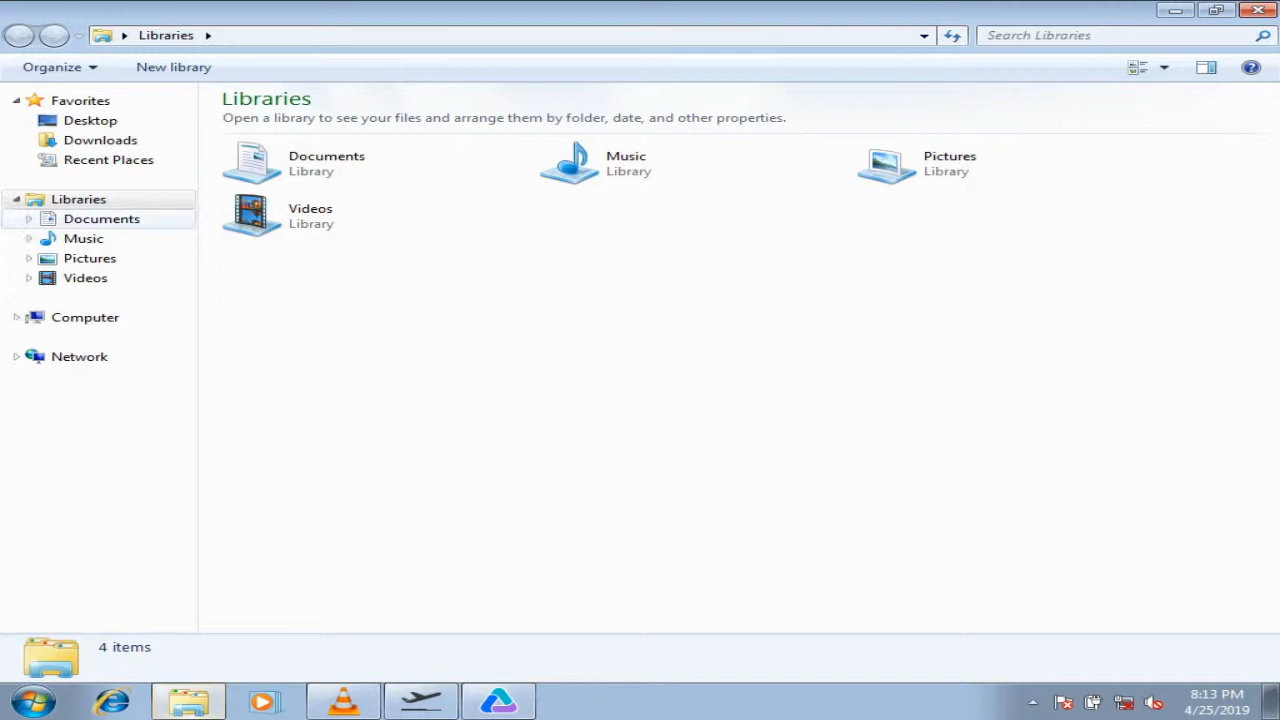 Libraries
Search Libraries
Organize
New library
Favorites
Desktop
Downloads
Recent Places
Libraries
Documents
Music
Pictures
Videos
Computer
Network
Libraries
Open a library to see your files and arrange them by folder, date, and other properties.
Documents
Library
Music
Library
Pictures
Library
Videos
Library
4 items
8:13 PM
4/25/2019